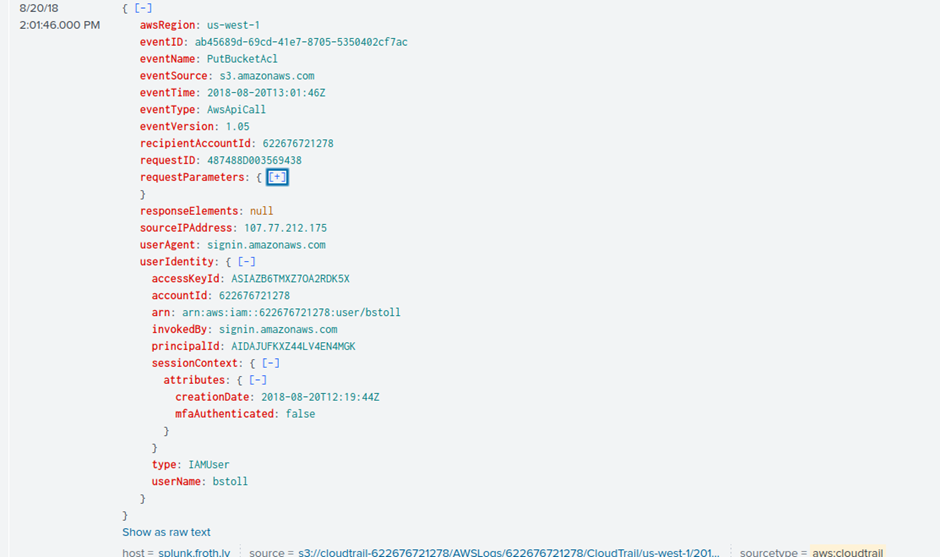 8/20/18
2:01:46.000 PM
{ [-]
awsRegion: us-west-1
eventID: ab45689d-69cd-41e7-8705-5350402cf7ac
eventName: PutBucketAcl
eventSource: s3.amazonaws.com
eventTime: 2018-08-20T13:01:46Z
eventType: AwsApiCall
eventVersion: 1.05
recipientAccountId: 622676721278
requestID: 487488D003569438
requestParameters: { [+]
}
responseElements: null
sourceIPAddress: 107.77.212.175
userAgent: signin.amazonaws.com
userIdentity: { [-]
accessKeyId: ASIAZB6TMXZ7OA2RDK5X
accountId: 622676721278
arn: arn:aws:iam::622676721278:user/bstoll
invokedBy: signin.amazonaws.com
principalId: AIDAJUFKXZ44LV4EN4MGK
sessionContext: { [-]
attributes: { [-]
creationDate: 2018-08-20T12:19:44Z
mfaAuthenticated: false
}
}
type: IAMUser
userName: bstoll
}
}
Show as raw text
host = splunk.froth.ly source = s3://cloudtrail-622676721278/AWSLogs/622676721278/CloudTrail/us-west-1/201... sourcetype = aws:cloudtrail